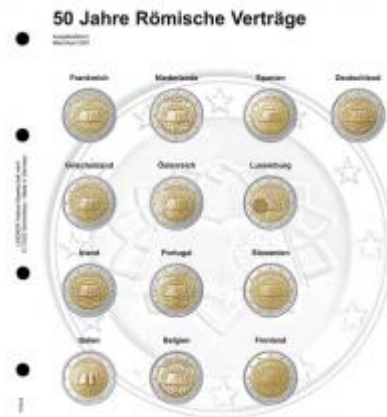 50 Jahre Römische Verträge
Frankreich Niederlande Spanien Deutschland
Griechenland Österreich Luxemburg
Irland Portugal Slowenien
Italien Belgien Finnland